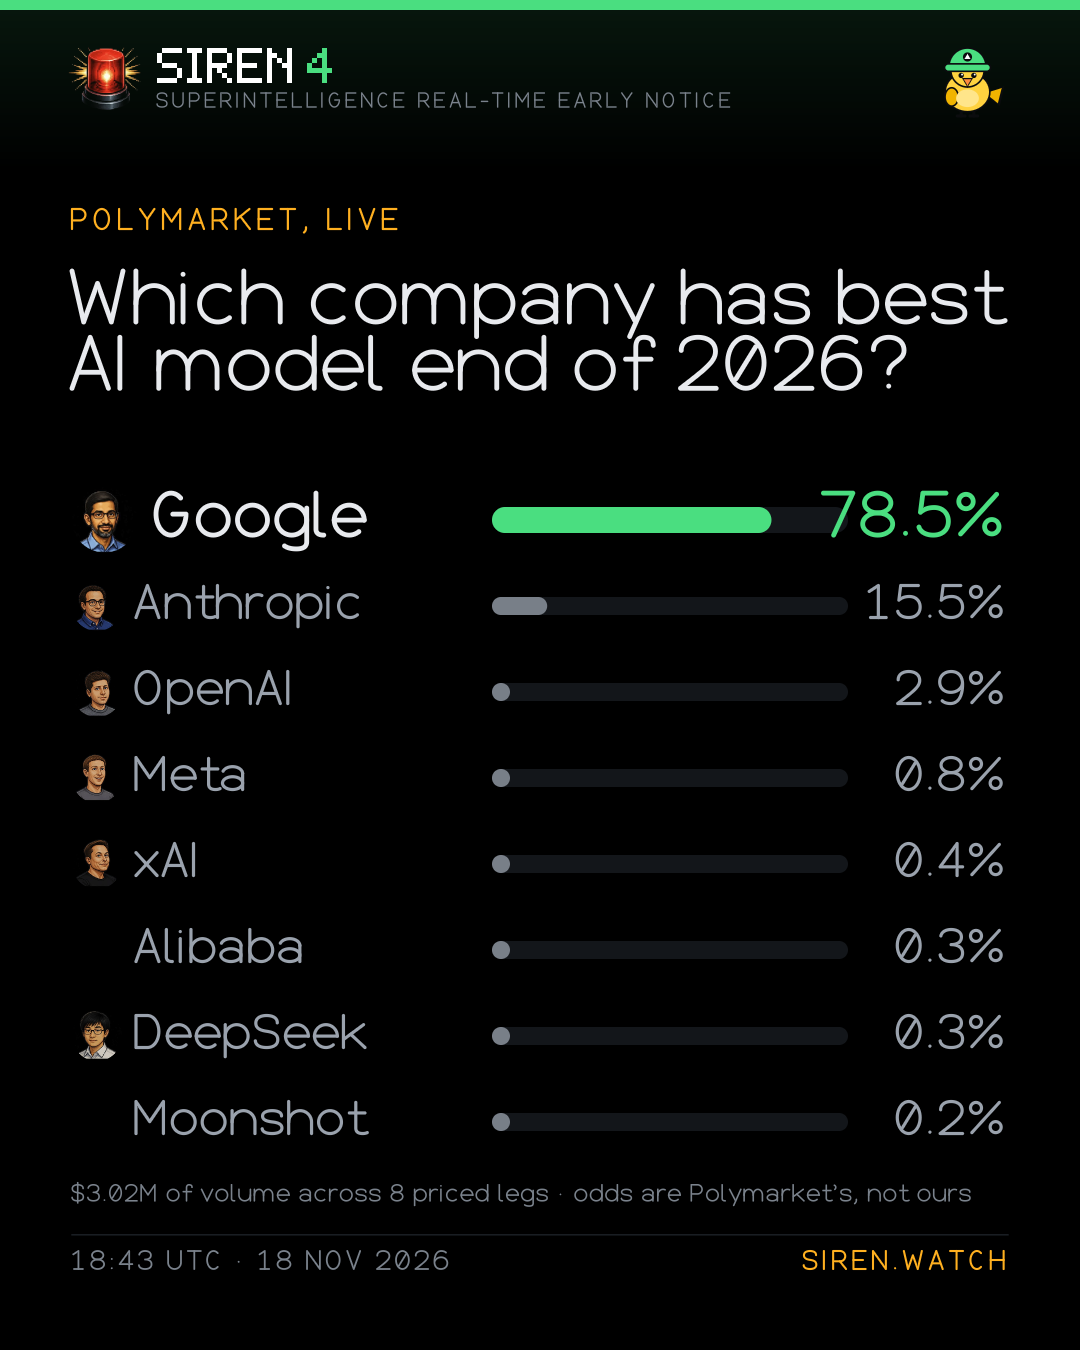 SIREN 4
SUPERINTELLIGENCE REAL-TIME EARLY NOTICE
POLYMARKET, LIVE
Which company has best
AI model end of 2026?
Google 78.5%
Anthropic 15.5%
OpenAI 2.9%
Meta 0.8%
xAI 0.4%
Alibaba 0.3%
DeepSeek 0.3%
Moonshot 0.2%
$3.02M of volume across 8 priced legs · odds are Polymarket's, not ours
18:43 UTC · 18 NOV 2026 SIREN.WATCH